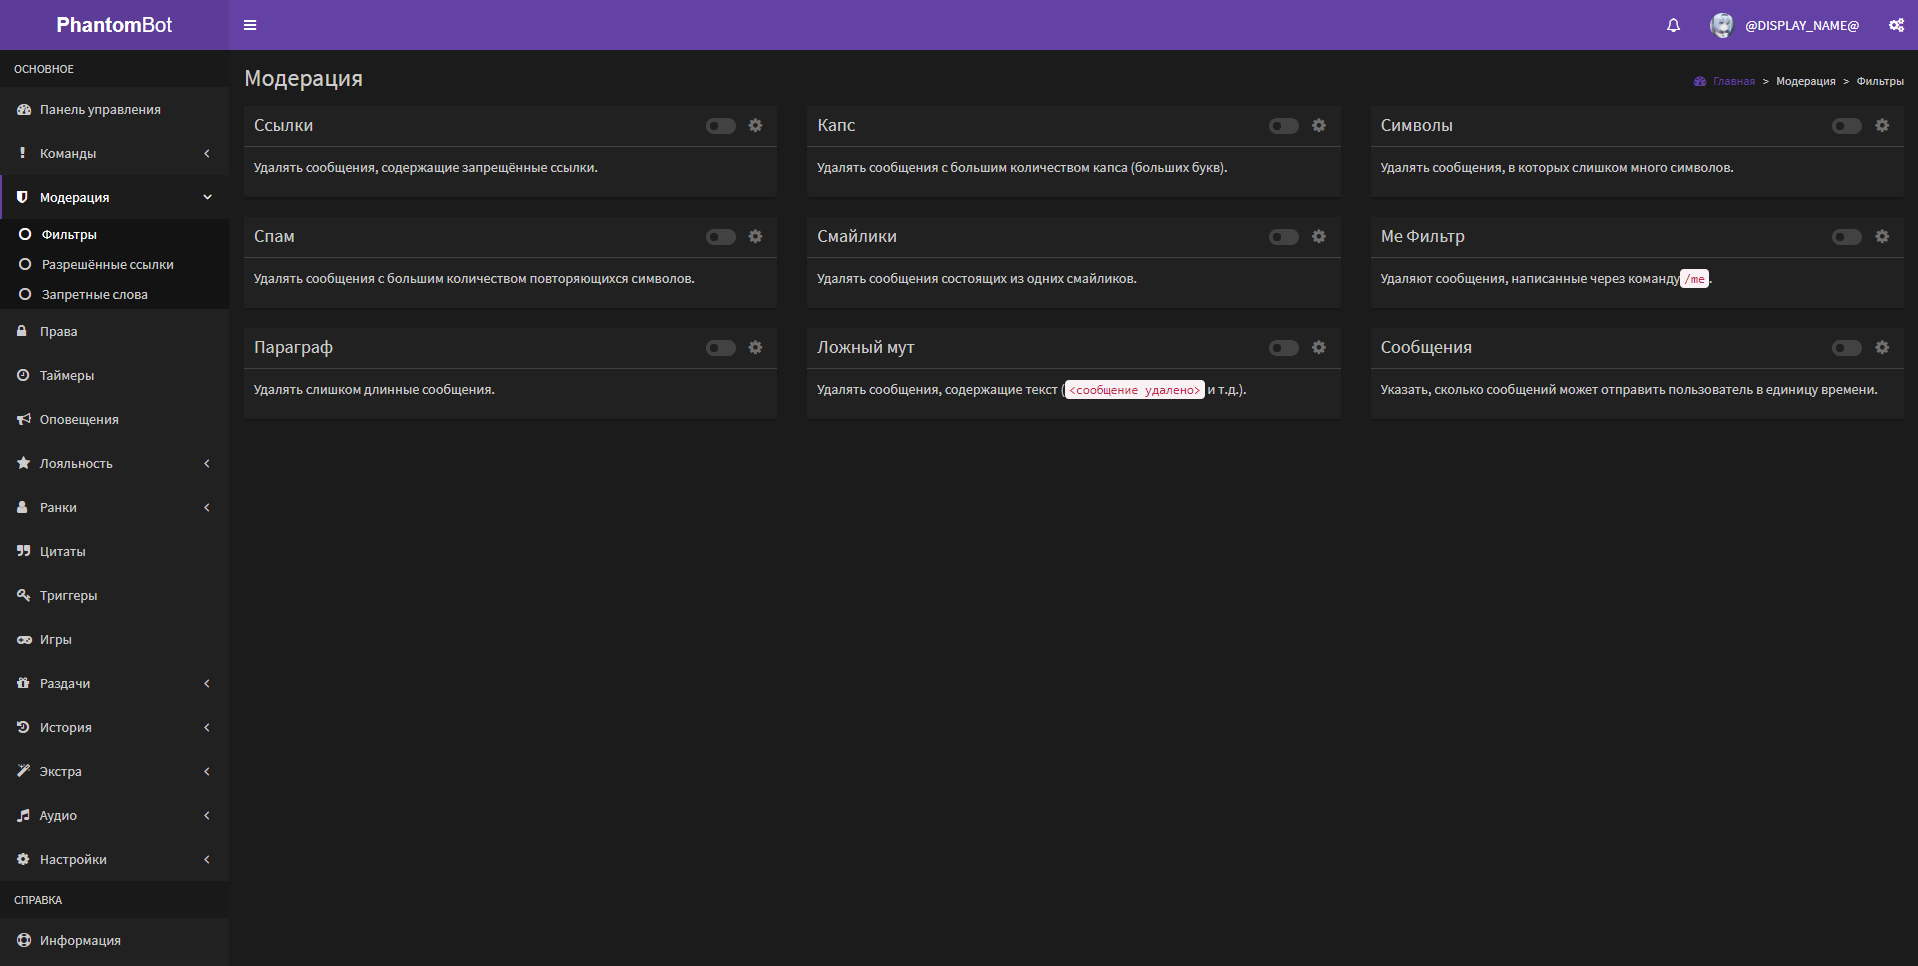 PhantomBot
@DISPLAY_NAME@
ОСНОВНОЕ
Панель управления
Команды
Модерация
Фильтры
Разрешённые ссылки
Запретные слова
Права
Таймеры
Оповещения
Лояльность
Ранки
Цитаты
Триггеры
Игры
Раздачи
История
Экстра
Аудио
Настройки
СПРАВКА
Информация
Модерация
Главная > Модерация > Фильтры
Ссылки
Удалять сообщения, содержащие запрещённые ссылки.
Капс
Удалять сообщения с большим количеством капса (больших букв).
Символы
Удалять сообщения, в которых слишком много символов.
Спам
Удалять сообщения с большим количеством повторяющихся символов.
Смайлики
Удалять сообщения состоящих из одних смайликов.
Ме Фильтр
Удаляют сообщения, написанные через команду /me.
Параграф
Удалять слишком длинные сообщения.
Ложный мут
Удалять сообщения, содержащие текст (<сообщение удалено> и т.д.).
Сообщения
Указать, сколько сообщений может отправить пользователь в единицу времени.